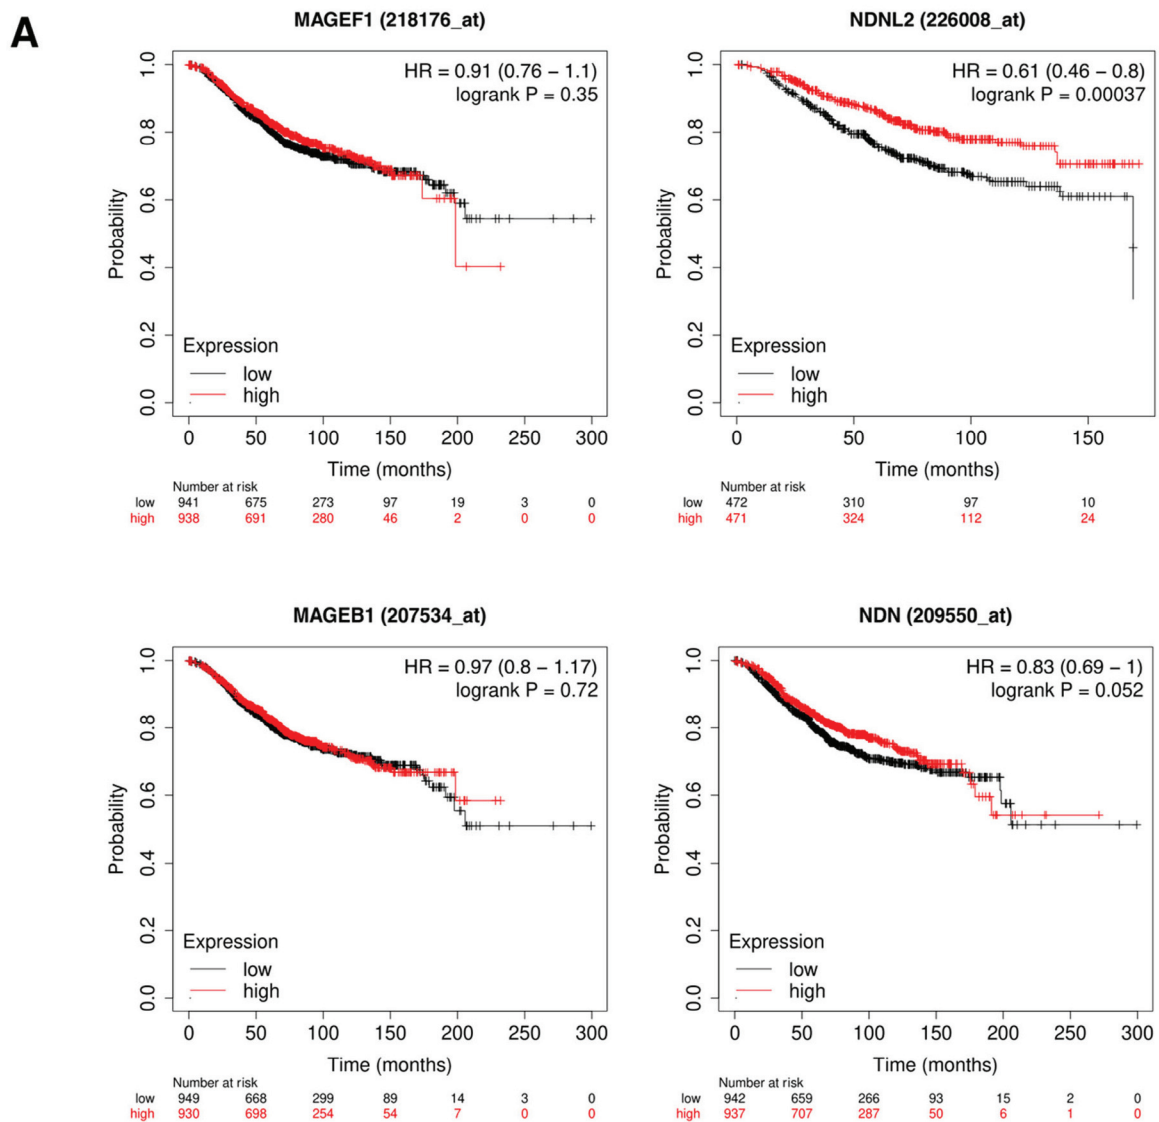 A
MAGEF1 (218176_at)
HR = 0.91 (0.76 – 1.1)
logrank P = 0.35
Probability
1.0
0.8
0.6
0.4
0.2
0.0
Expression
low
high
0 50 100 150 200 250 300
Time (months)
Number at risk
low 941 675 273 97 19 3 0
high 938 691 280 46 2 0 0
NDNL2 (226008_at)
HR = 0.61 (0.46 – 0.8)
logrank P = 0.00037
Probability
1.0
0.8
0.6
0.4
0.2
0.0
Expression
low
high
0 50 100 150
Time (months)
Number at risk
low 472 310 97 10
high 471 324 112 24
MAGEB1 (207534_at)
HR = 0.97 (0.8 – 1.17)
logrank P = 0.72
Probability
1.0
0.8
0.6
0.4
0.2
0.0
Expression
low
high
0 50 100 150 200 250 300
Time (months)
Number at risk
low 949 668 299 89 14 3 0
high 930 698 254 54 7 0 0
NDN (209550_at)
HR = 0.83 (0.69 – 1)
logrank P = 0.052
Probability
1.0
0.8
0.6
0.4
0.2
0.0
Expression
low
high
0 50 100 150 200 250 300
Time (months)
Number at risk
low 942 659 266 93 15 2 0
high 937 707 287 50 6 1 0